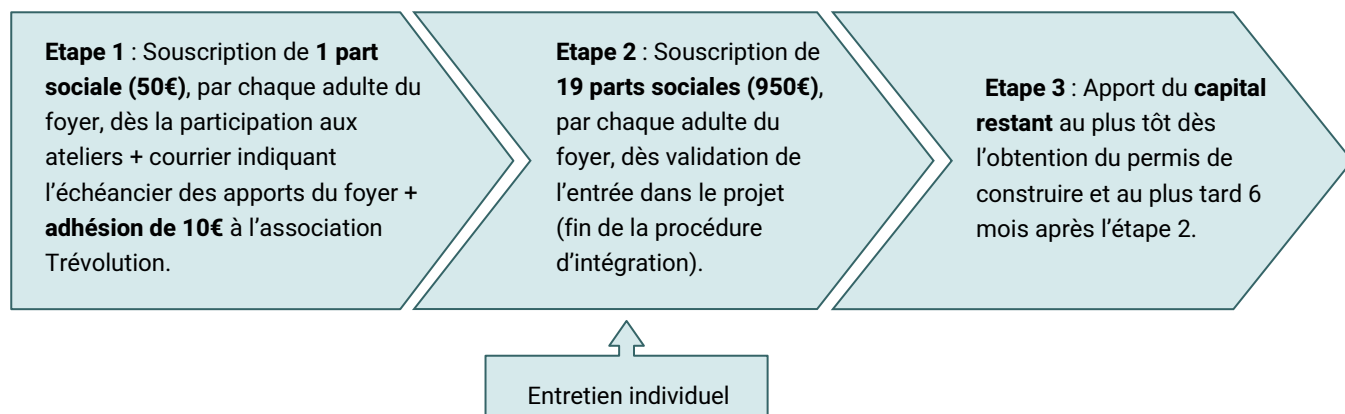 Etape 1 : Souscription de 1 part
sociale (50€), par chaque adulte du
foyer, dès la participation aux
ateliers + courrier indiquant
l’échéancier des apports du foyer +
adhésion de 10€ à l’association
Trévolution.
Etape 2 : Souscription de
19 parts sociales (950€),
par chaque adulte du
foyer, dès validation de
l’entrée dans le projet
(fin de la procédure
d’intégration).
Etape 3 : Apport du capital
restant au plus tôt dès
l’obtention du permis de
construire et au plus tard 6
mois après l’étape 2.
Entretien individuel